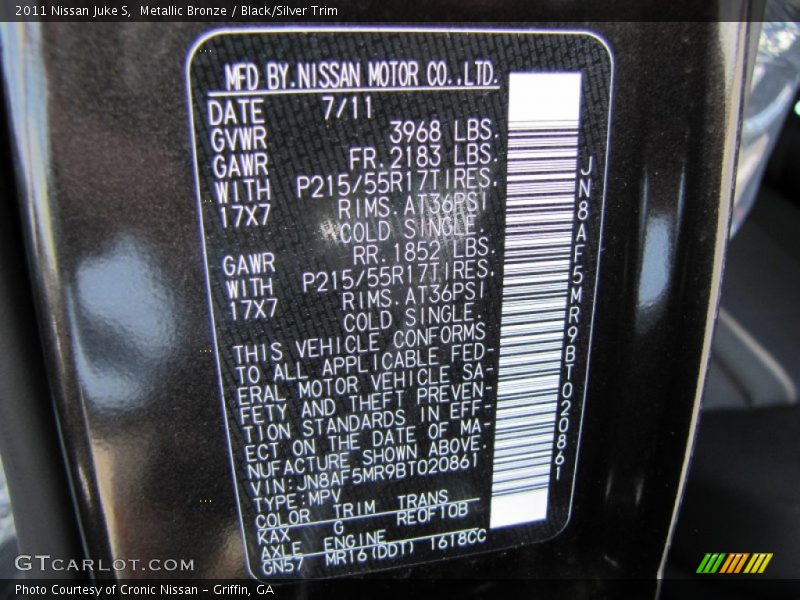 2011 Nissan Juke S,  Metallic Bronze / Black/Silver Trim
MFD BY.NISSAN MOTOR CO.,LTD.
DATE 7/11
GVWR 3968 LBS.
GAWR FR.2183 LBS.
WITH P215/55R17TIRES.
17X7 RIMS.AT36PSI
COLD SINGLE.
GAWR RR.1852 LBS.
WITH P215/55R17TIRES.
17X7 RIMS.AT36PSI
COLD SINGLE.
THIS VEHICLE CONFORMS
TO ALL APPLICABLE FED-
ERAL MOTOR VEHICLE SA-
FETY AND THEFT PREVEN-
TION STANDARDS IN EFF-
ECT ON THE DATE OF MA-
NUFACTURE SHOWN ABOVE.
VIN:JN8AF5MR9BT020861
TYPE:MPV
COLOR TRIM TRANS
KAX G RE0F10B
AXLE ENGINE
GN57 MR16(DDT) 1618CC
JN8AF5MR9BT020861
GTCARLOT.COM
Photo Courtesy of Cronic Nissan - Griffin, GA